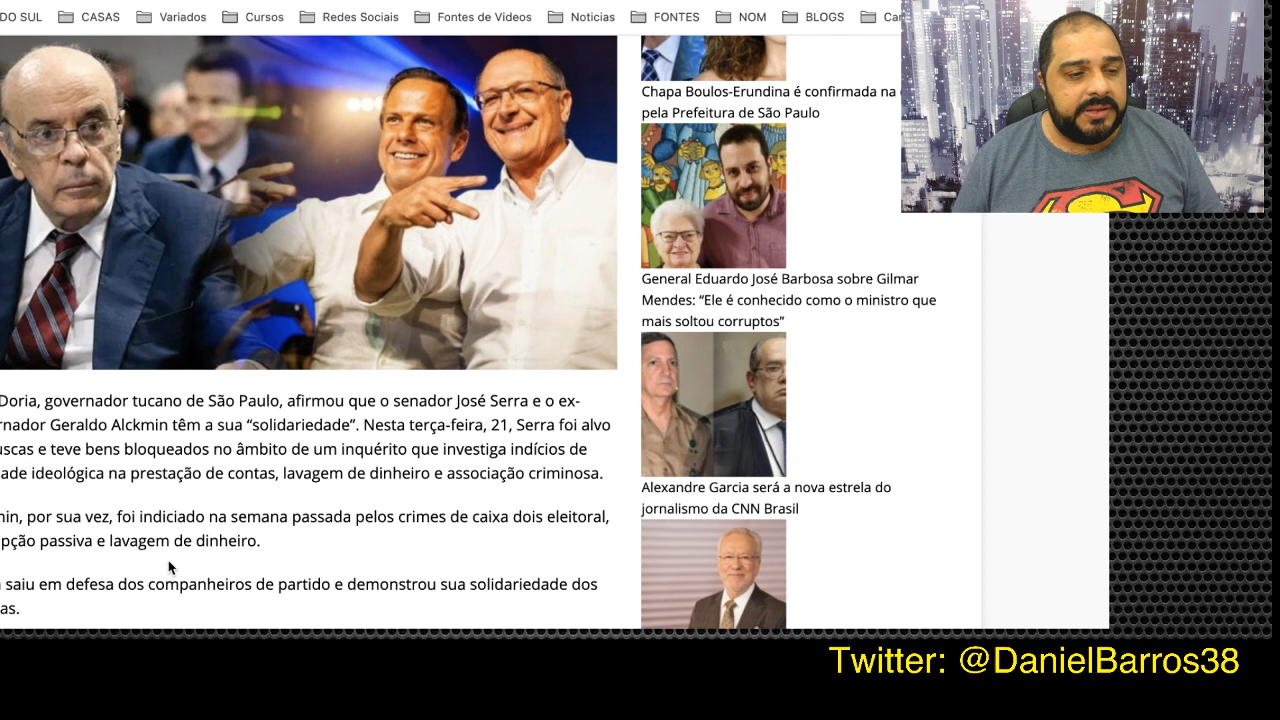 DO SUL CASAS Variados Cursos Redes Sociais Fontes de Videos Noticias FONTES NOM BLOGS
Chapa Boulos-Erundina é confirmada na
pela Prefeitura de São Paulo
General Eduardo José Barbosa sobre Gilmar
Mendes: “Ele é conhecido como o ministro que
mais soltou corruptos”
Alexandre Garcia será a nova estrela do
jornalismo da CNN Brasil
Doria, governador tucano de São Paulo, afirmou que o senador José Serra e o ex-
rnador Geraldo Alckmin têm a sua “solidariedade”. Nesta terça-feira, 21, Serra foi alvo
uscas e teve bens bloqueados no âmbito de um inquérito que investiga indícios de
ade ideológica na prestação de contas, lavagem de dinheiro e associação criminosa.
min, por sua vez, foi indiciado na semana passada pelos crimes de caixa dois eleitoral,
pção passiva e lavagem de dinheiro.
saiu em defesa dos companheiros de partido e demonstrou sua solidariedade dos
as.
Twitter: @DanielBarros38